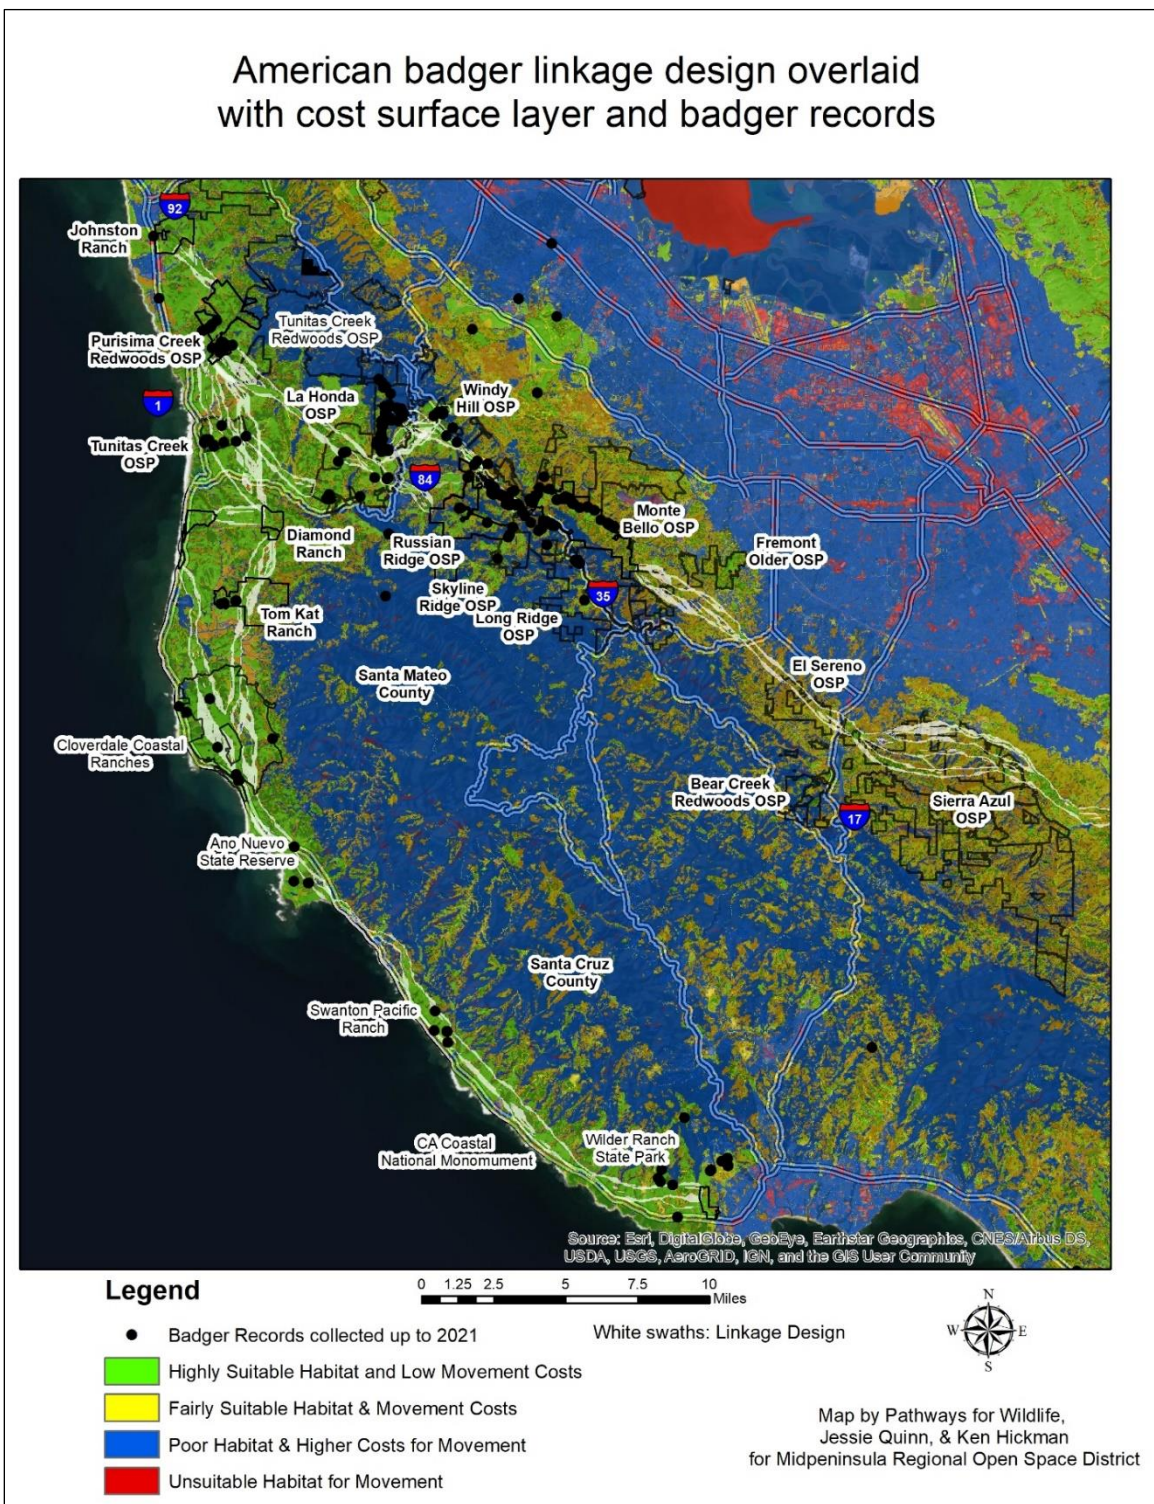 American badger linkage design overlaid
with cost surface layer and badger records
92
Johnston
Ranch
Tunitas Creek
Redwoods OSP
Purisima Creek
Redwoods OSP
1
La Honda
OSP
Windy
Hill OSP
Tunitas Creek
OSP
84
Diamond
Ranch
Russian
Ridge OSP
Monte
Bello OSP
Fremont
Older OSP
Skyline
Ridge OSP
35
Long Ridge
OSP
Tom Kat
Ranch
Santa Mateo
County
El Sereno
OSP
Cloverdale Coastal
Ranches
Bear Creek
Redwoods OSP
17
Sierra Azul
OSP
Ano Nuevo
State Reserve
Santa Cruz
County
Swanton Pacific
Ranch
CA Coastal
National Monomument
Wilder Ranch
State Park
Source: Esri, DigitalGlobe, GeoEye, Earthstar Geographics, CNES/Airbus DS,
USDA, USGS, AeroGRID, IGN, and the GIS User Community
Legend
0 1.25 2.5 5 7.5 10
Miles
Badger Records collected up to 2021
White swaths: Linkage Design
N
W E
S
Highly Suitable Habitat and Low Movement Costs
Fairly Suitable Habitat & Movement Costs
Poor Habitat & Higher Costs for Movement
Unsuitable Habitat for Movement
Map by Pathways for Wildlife,
Jessie Quinn, & Ken Hickman
for Midpeninsula Regional Open Space District